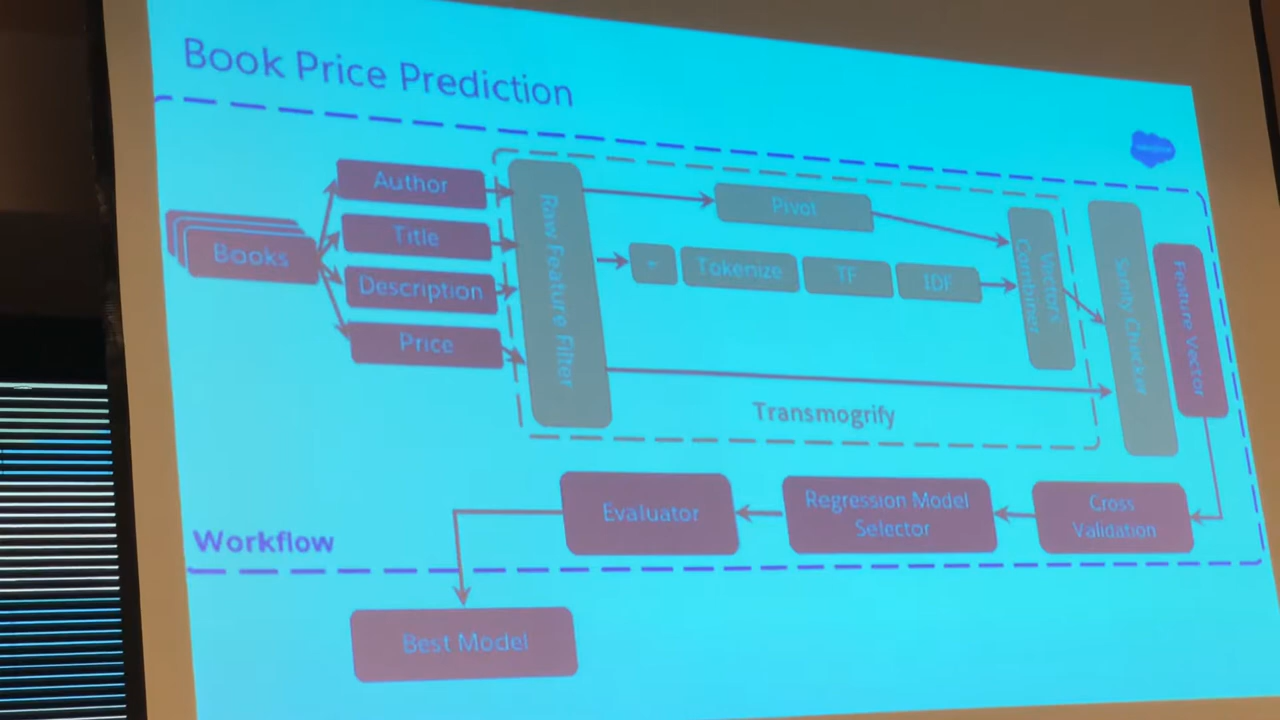 Book Price Prediction
Author
Title
Books
Description
Price
Raw Feature Filter
Pivot
Tokenize
TF
IDF
Vectors
Combiner
Sanity Checker
Feature Vector
Transmogrify
Evaluator
Regression Model
Selector
Cross
Validation
Workflow
Best Model